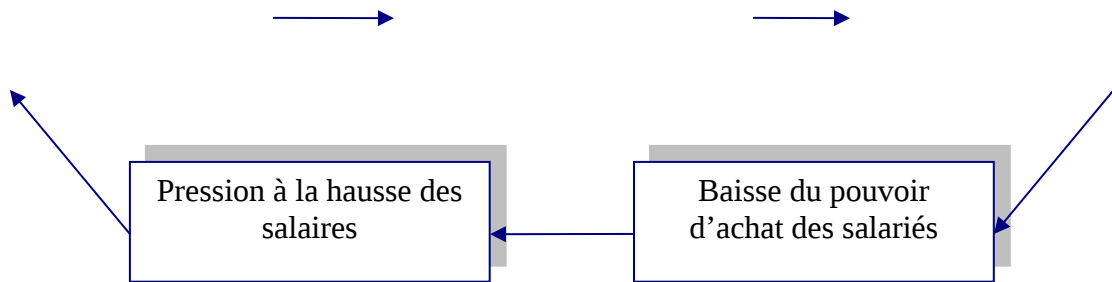 Pression à la hausse des
salaires
Baisse du pouvoir
d’achat des salariés